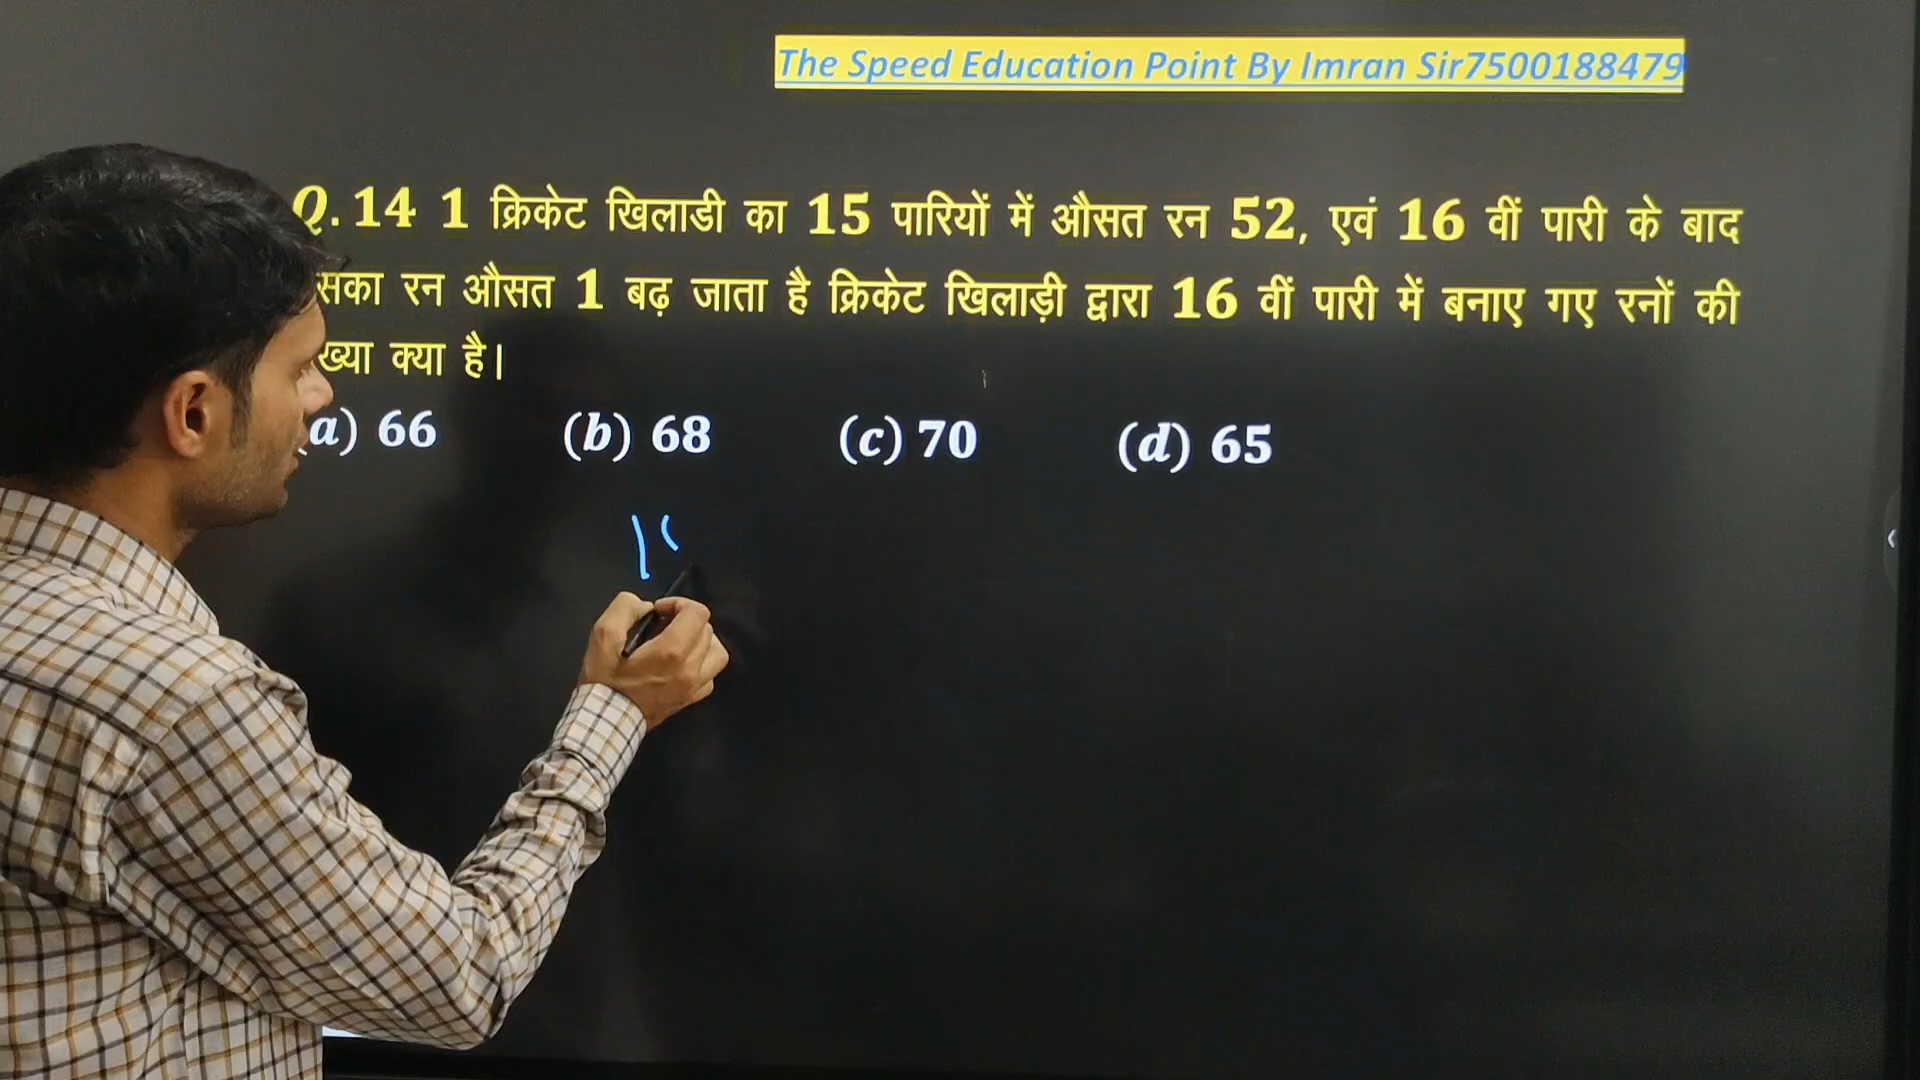 The Speed Education Point By Imran Sir7500188479
Q. 14 1 क्रिकेट खिलाडी का 15 पारियों में औसत रन 52, एवं 16 वीं पारी के बाद
रन औसत 1 बढ़ जाता है क्रिकेट खिलाड़ी द्वारा 16 वीं पारी में बनाए गए रनों की
क्या है।
(a) 66 (b) 68 (c) 70 (d) 65